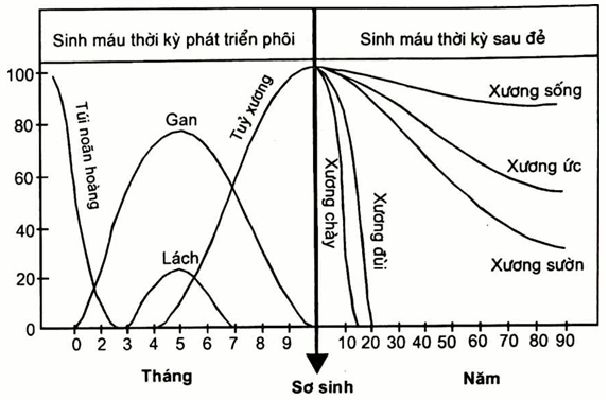 Sinh máu thời kỳ phát triển phôi
Sinh máu thời kỳ sau đẻ
100
80
60
40
20
0
Túi noãn hoàng
Gan
Lách
Tuỷ xương
Xương chày
Xương đùi
Xương sống
Xương ức
Xương sườn
0 2 3 4 5 6 7 8 9
10 20 30 40 50 60 70 80 90
Tháng
Sơ sinh
Năm